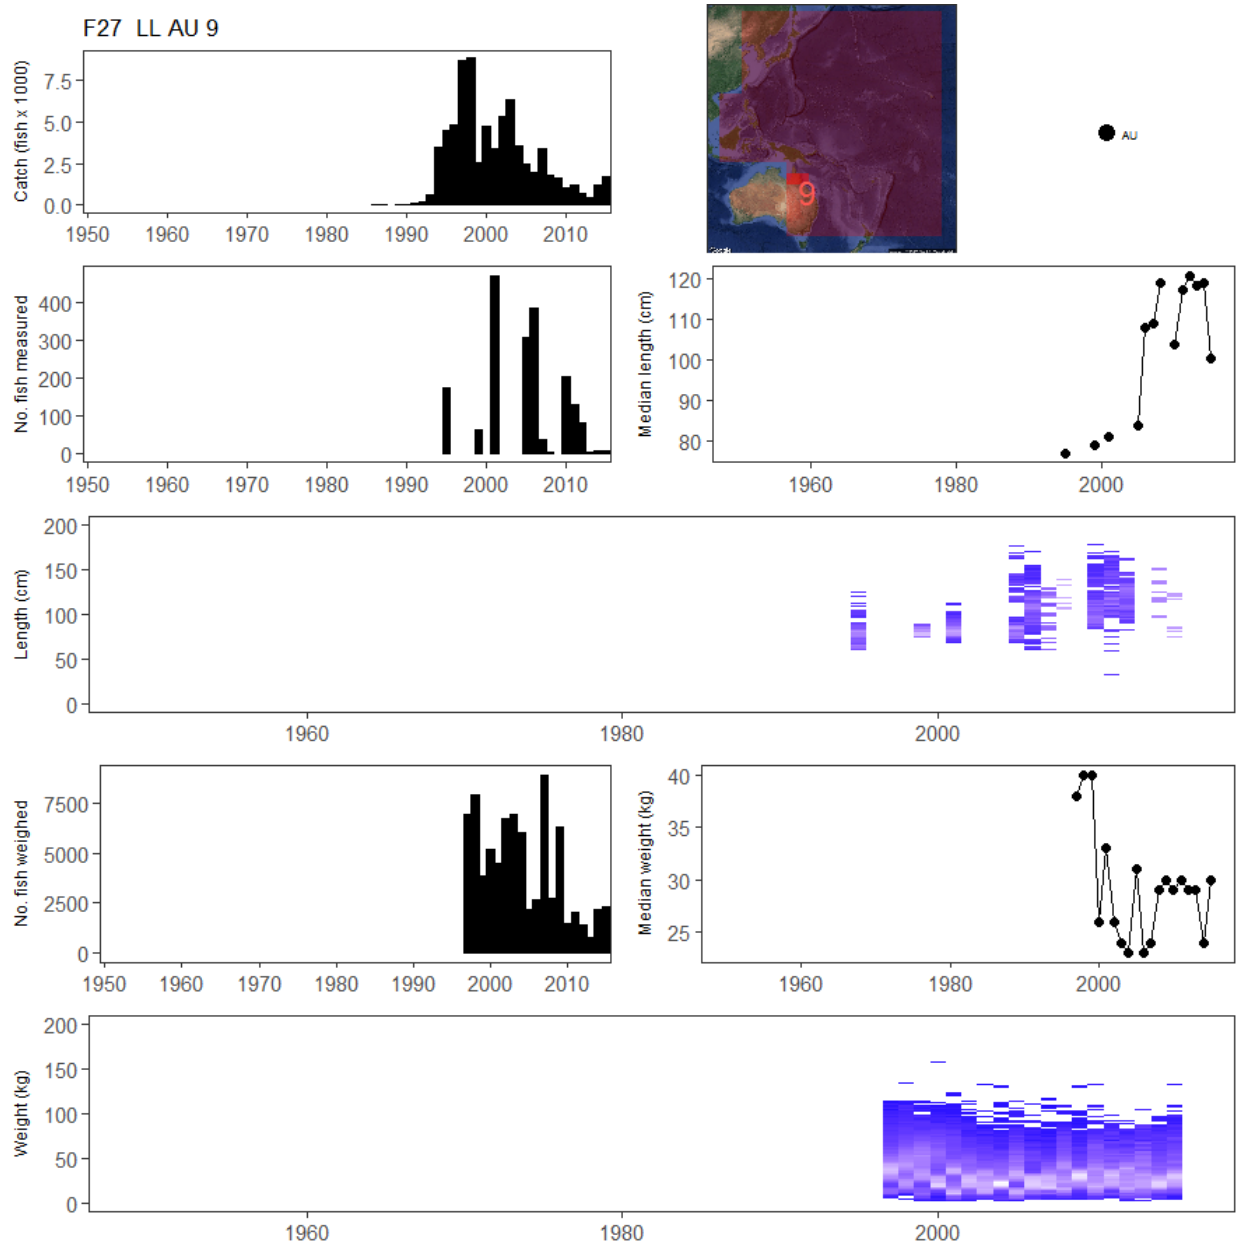 F27 LL AU 9
Catch (fish x 1000)
7.5
5.0
2.5
0.0
1950 1960 1970 1980 1990 2000 2010
9
Google
AU
No. fish measured
400
300
200
100
0
1950 1960 1970 1980 1990 2000 2010
Median length (cm)
120
110
100
90
80
1960 1980 2000
Length (cm)
200
150
100
50
0
1960 1980 2000
No. fish weighed
7500
5000
2500
0
1950 1960 1970 1980 1990 2000 2010
Median weight (kg)
40
35
30
25
1960 1980 2000
Weight (kg)
200
150
100
50
0
1960 1980 2000